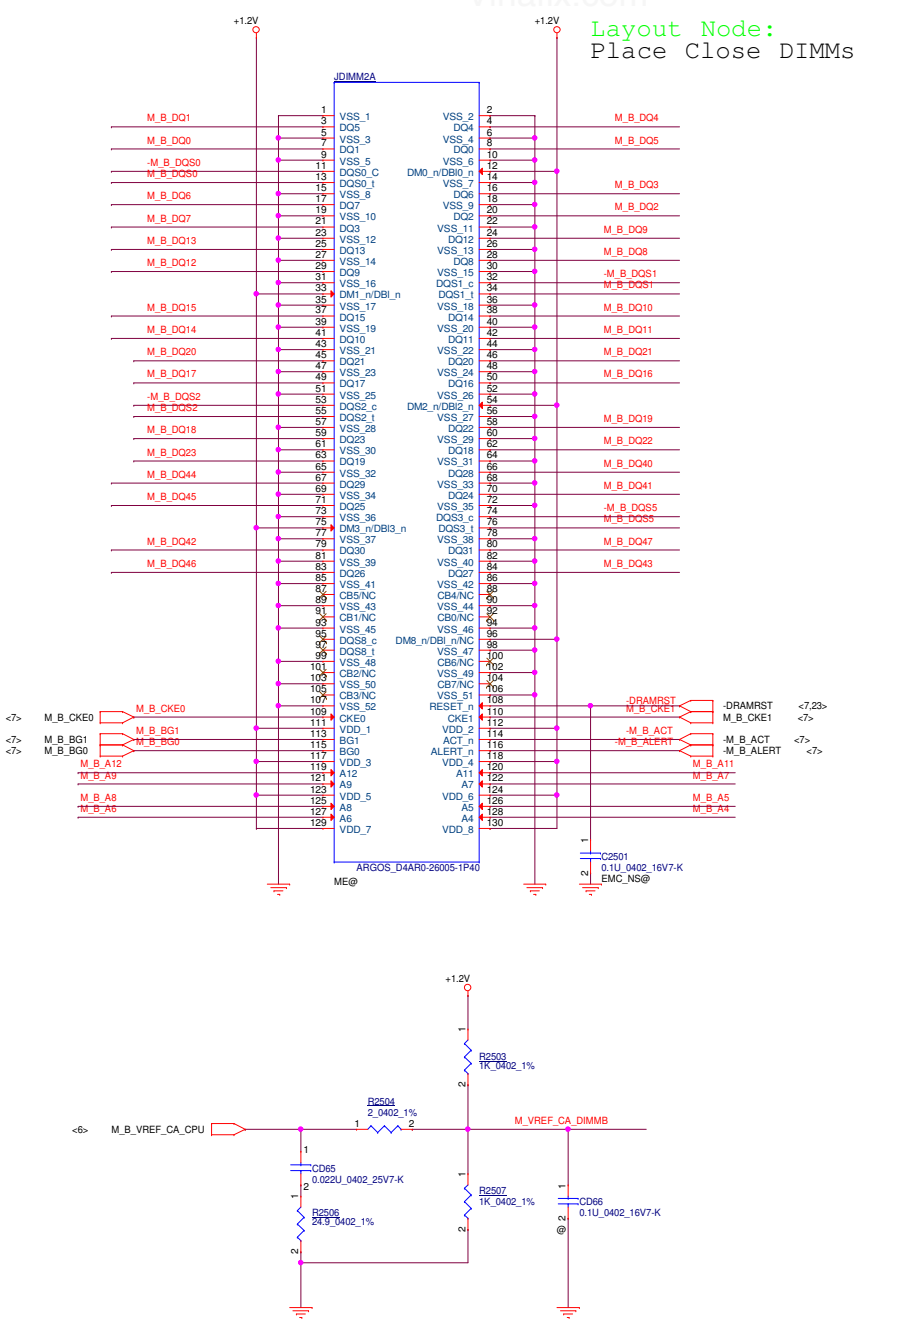 +1.2V
+1.2V
Layout Node:
Place Close DIMMs
JDIMM2A
1 VSS_1 VSS_2 2
M_B_DQ1 3 DQ5 DQ4 4 M_B_DQ4
5 VSS_3 VSS_4 6
M_B_DQ0 7 DQ1 DQ0 8 M_B_DQ5
9 VSS_5 VSS_6 10
-M_B_DQS0 11 DQS0_C DM0_n/DBI0_n 12
M_B_DQS0 13 DQS0_t VSS_7 14
15 VSS_8 DQ6 16 M_B_DQ3
M_B_DQ6 17 DQ7 VSS_9 18
19 VSS_10 DQ2 20 M_B_DQ2
M_B_DQ7 21 DQ3 VSS_11 22
23 VSS_12 DQ12 24 M_B_DQ9
M_B_DQ13 25 DQ13 VSS_13 26
27 VSS_14 DQ8 28 M_B_DQ8
M_B_DQ12 29 DQ9 VSS_15 30
31 VSS_16 DQS1_c 32 -M_B_DQS1
33 DM1_n/DBI_n DQS1_t 34 M_B_DQS1
35 VSS_17 VSS_18 36
M_B_DQ15 37 DQ15 DQ14 38 M_B_DQ10
39 VSS_19 VSS_20 40
M_B_DQ14 41 DQ10 DQ11 42 M_B_DQ11
43 VSS_21 VSS_22 44
M_B_DQ20 45 DQ21 DQ20 46 M_B_DQ21
47 VSS_23 VSS_24 48
M_B_DQ17 49 DQ17 DQ16 50 M_B_DQ16
51 VSS_25 VSS_26 52
-M_B_DQS2 53 DQS2_c DM2_n/DBI2_n 54
M_B_DQS2 55 DQS2_t VSS_27 56
57 VSS_28 DQ22 58 M_B_DQ19
M_B_DQ18 59 DQ23 VSS_29 60
61 VSS_30 DQ18 62 M_B_DQ22
M_B_DQ23 63 DQ19 VSS_31 64
65 VSS_32 DQ28 66 M_B_DQ40
M_B_DQ44 67 DQ29 VSS_33 68
69 VSS_34 DQ24 70 M_B_DQ41
M_B_DQ45 71 DQ25 VSS_35 72
73 VSS_36 DQS3_c 74 -M_B_DQS5
75 DM3_n/DBI3_n DQS3_t 76 M_B_DQS5
77 VSS_37 VSS_38 78
M_B_DQ42 79 DQ30 DQ31 80 M_B_DQ47
81 VSS_39 VSS_40 82
M_B_DQ46 83 DQ26 DQ27 84 M_B_DQ43
85 VSS_41 VSS_42 86
87 CB5/NC CB4/NC 88
89 VSS_43 VSS_44 90
91 CB1/NC CB0/NC 92
93 VSS_45 VSS_46 94
95 DQS8_c DM8_n/DBI_n/NC 96
97 DQS8_t VSS_47 98
99 VSS_48 CB6/NC 100
101 CB2/NC VSS_49 102
103 VSS_50 CB7/NC 104
105 CB3/NC VSS_51 106
107 VSS_52 RESET_n 108 -DRAMRST -DRAMRST <7,23>
<7> M_B_CKE0 M_B_CKE0 109 CKE0 CKE1 110 M_B_CKE1 M_B_CKE1 <7>
111 VDD_1 VDD_2 112
<7> M_B_BG1 M_B_BG1 113 BG1 ACT_n 114 -M_B_ACT -M_B_ACT <7>
<7> M_B_BG0 M_B_BG0 115 BG0 ALERT_n 116 -M_B_ALERT -M_B_ALERT <7>
117 VDD_3 VDD_4 118
M_B_A12 119 A12 A11 120 M_B_A11
M_B_A9 121 A9 A7 122 M_B_A7
123 VDD_5 VDD_6 124
M_B_A8 125 A8 A5 126 M_B_A5
M_B_A6 127 A6 A4 128 M_B_A4
129 VDD_7 VDD_8 130
1
C2501
ARGOS_D4AR0-26005-1P40 2 0.1U_0402_16V7-K
ME@ EMC_NS@
+1.2V
1
R2503
1K_0402_1%
2
R2504
2_0402_1%
<6> M_B_VREF_CA_CPU 1 2 M_VREF_CA_DIMMB
1
CD65
0.022U_0402_25V7-K
2
1
R2506
24.9_0402_1%
2
1
R2507
1K_0402_1%
2
1
CD66
0.1U_0402_16V7-K
2
@